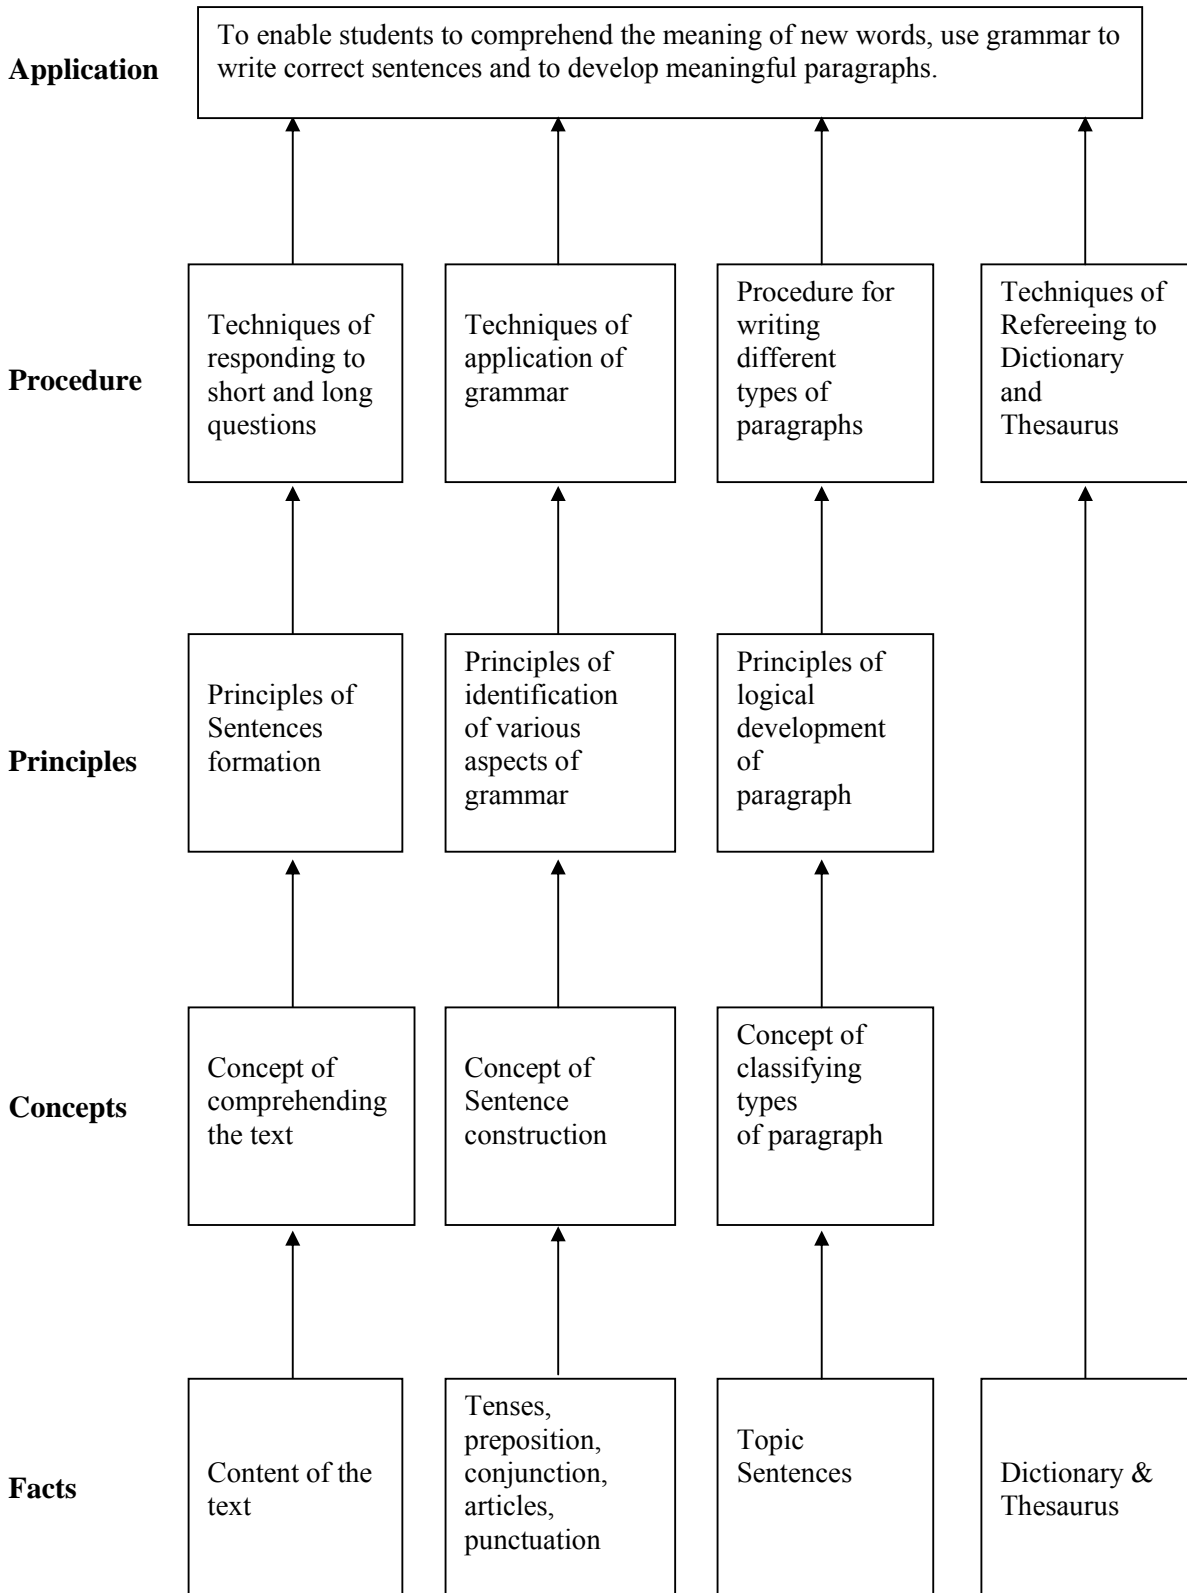 Application
To enable students to comprehend the meaning of new words, use grammar to
write correct sentences and to develop meaningful paragraphs.
Procedure
Techniques of
responding to
short and long
questions
Techniques of
application of
grammar
Procedure for
writing
different
types of
paragraphs
Techniques of
Refereeing to
Dictionary
and
Thesaurus
Principles
Principles of
Sentences
formation
Principles of
identification
of various
aspects of
grammar
Principles of
logical
development
of
paragraph
Concepts
Concept of
comprehending
the text
Concept of
Sentence
construction
Concept of
classifying
types
of paragraph
Facts
Content of the
text
Tenses,
preposition,
conjunction,
articles,
punctuation
Topic
Sentences
Dictionary &
Thesaurus